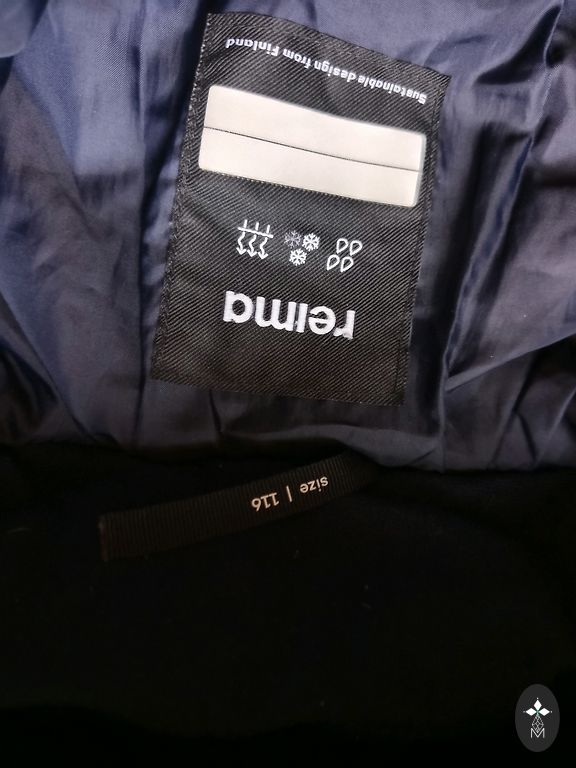 reima
Sustainable design from Finland
size | 116
M